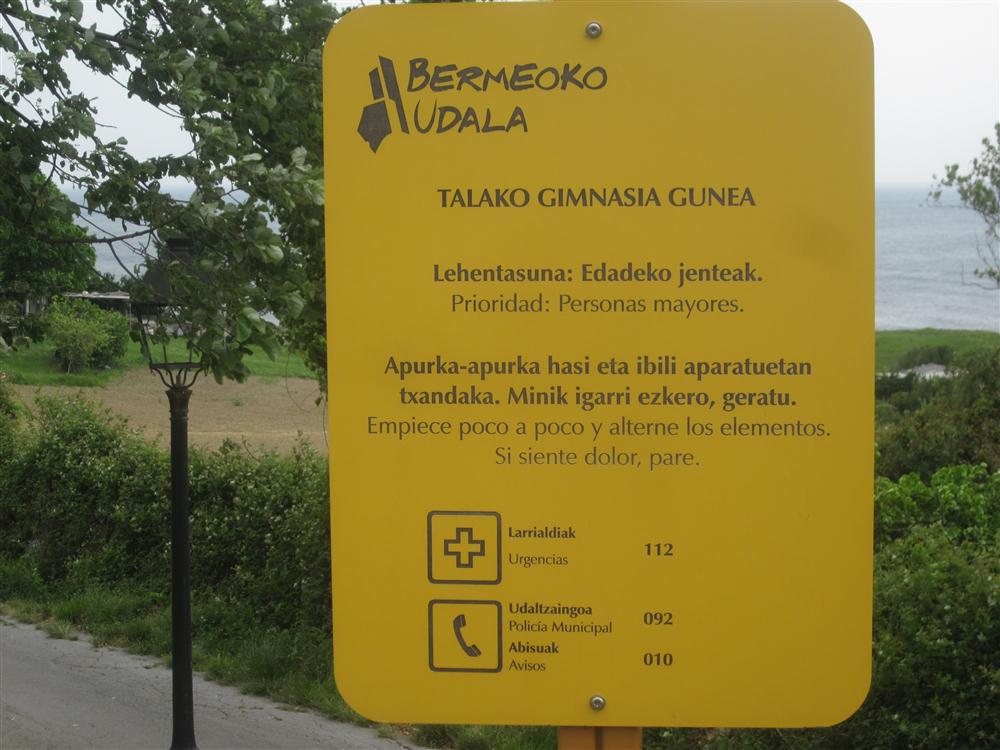 BERMEOKO
UDALA
TALAKO GIMNASIA GUNEA
Lehentasuna: Edadeko jenteak.
Prioridad: Personas mayores.
Apurka-apurka hasi eta ibili aparatuetan
txandaka. Minik igarri ezkero, geratu.
Empiece poco a poco y alterne los elementos.
Si siente dolor, pare.
Larrialdiak
Urgencias
112
Udaltzaingoa
Policía Municipal
092
Abisuak
Avisos
010